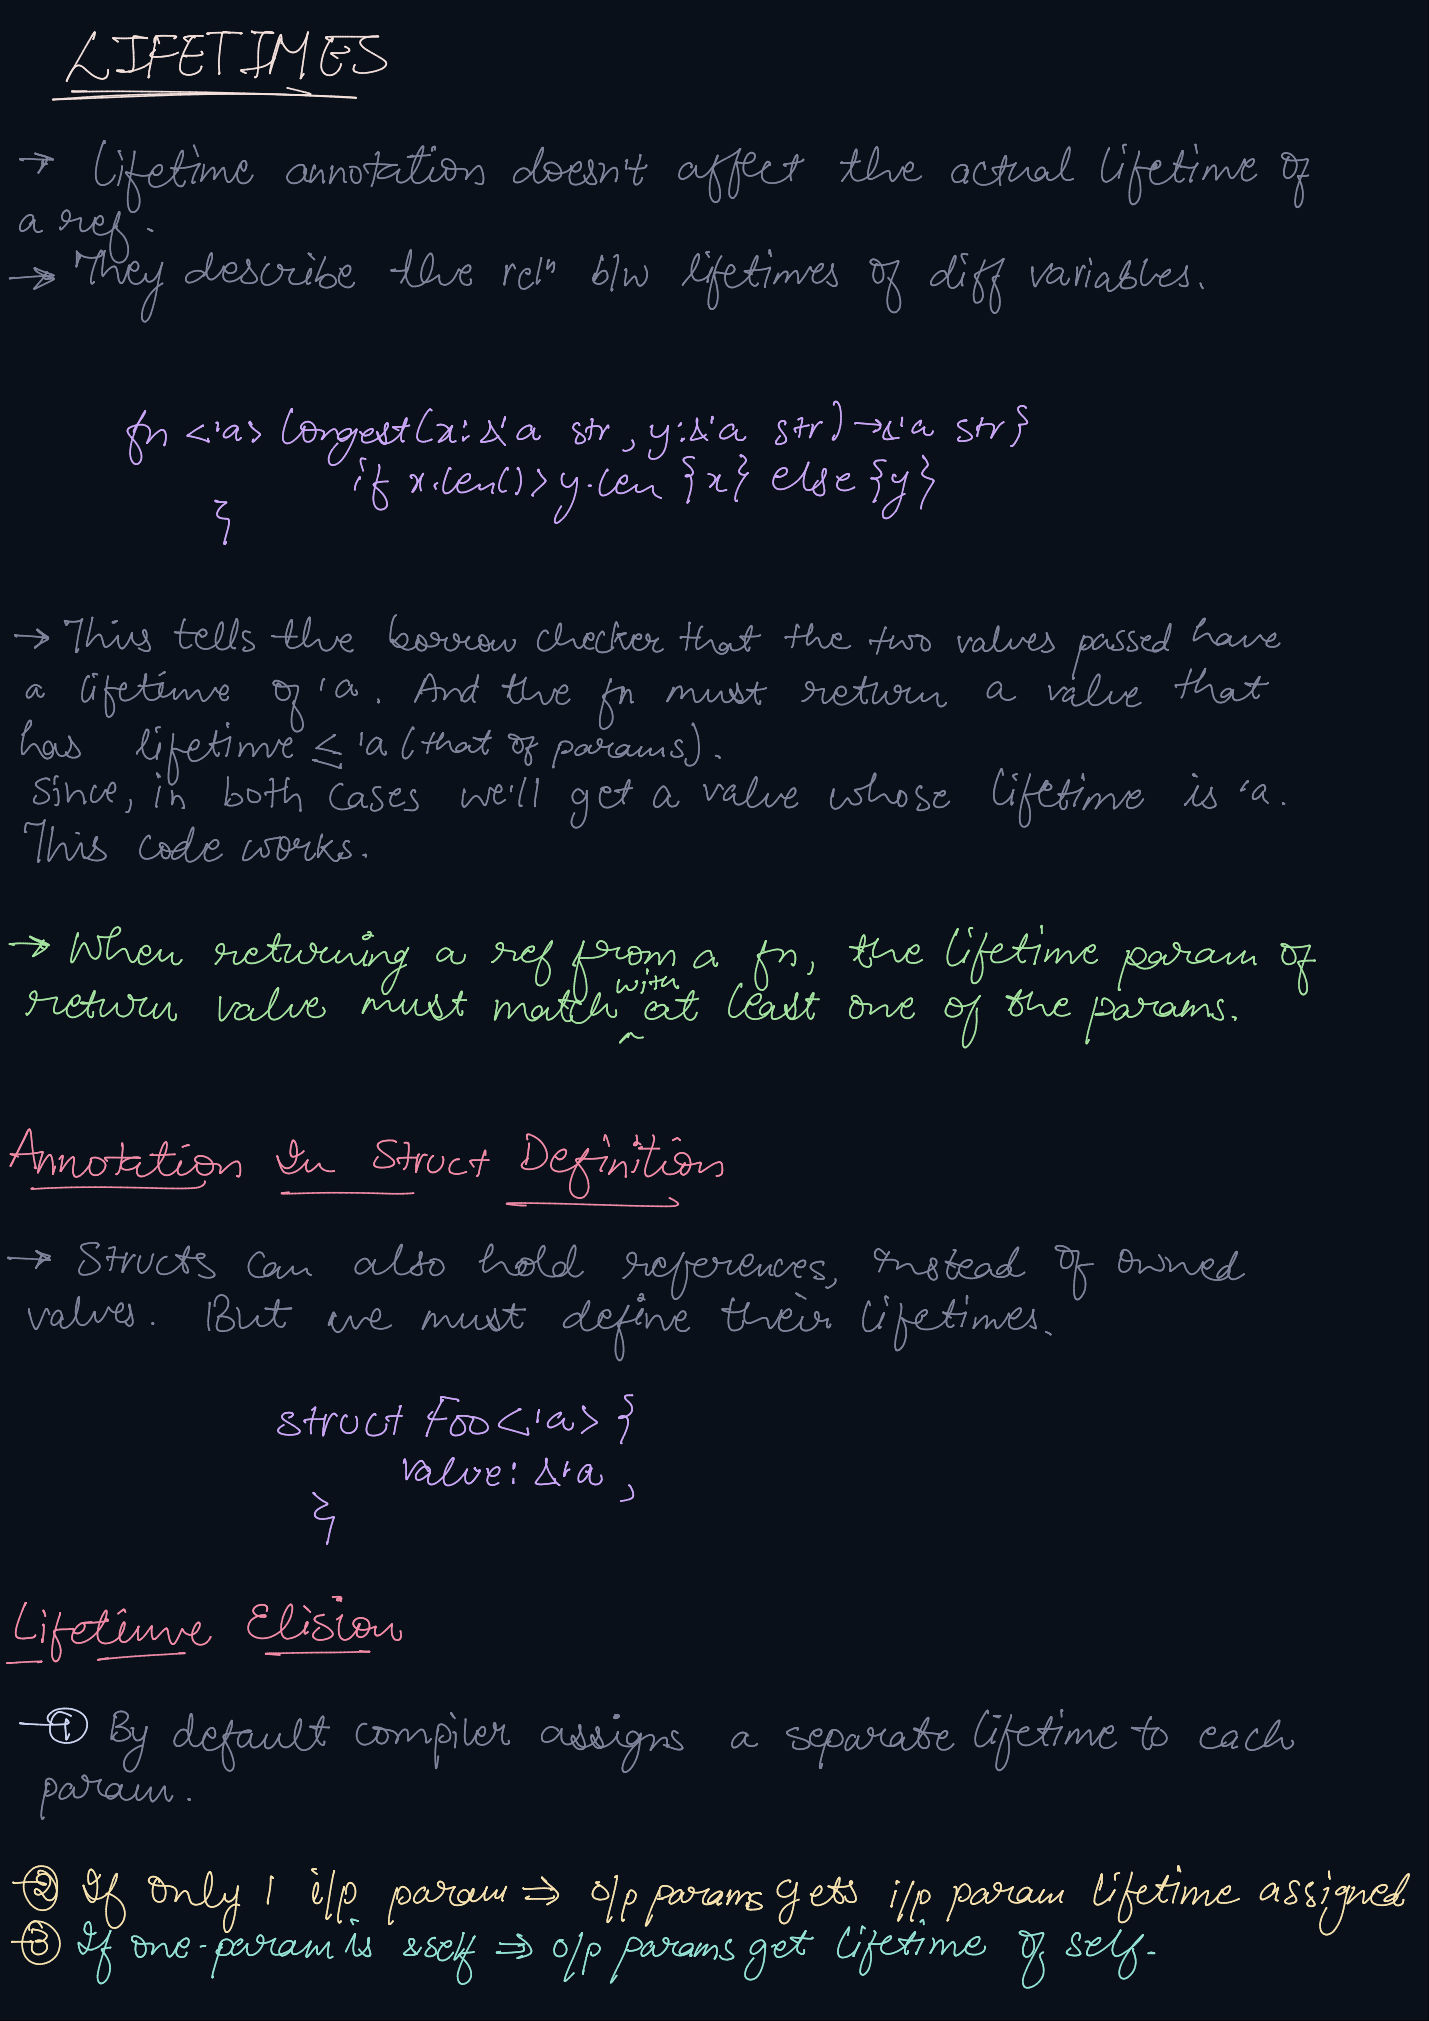 LIFETIMES
→ Lifetime annotation doesn't affect the actual lifetime of
a ref.
→ They describe the relⁿ b/w lifetimes of diff variables.
fn <'a> longest(x: &'a str, y: &'a str) → &'a str {
if x.len() > y.len {x} else {y}
}
→ This tells the borrow checker that the two values passed have
a lifetime of 'a. And the fn must return a value that
has lifetime ≤ 'a (that of params).
Since, in both cases we'll get a value whose lifetime is 'a.
This code works.
→ When returning a ref from a fn, the lifetime param of
return value must match with at least one of the params.
Annotation In Struct Definition
→ Structs can also hold references, instead of owned
values. But we must define their lifetimes.
struct Foo<'a> {
value: &'a ,
}
Lifetime Elision
→ ① By default compiler assigns a separate lifetime to each
param.
→ ② If only 1 i/p param ⇒ o/p params gets i/p param lifetime assigned
→ ③ If one-param is &self ⇒ o/p params get lifetime of self.